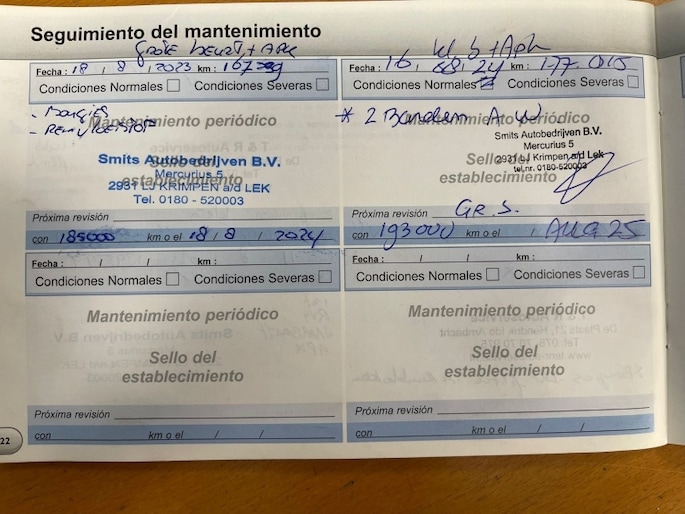 Seguimiento del mantenimiento
Grote beurt, + APK
Fecha : 18 / 8 / 2023 km :
Condiciones Normales Condiciones Severas
- Bougies
- Remvloeistof
Mantenimiento periódico
Sello del
establecimiento
Smits Autobedrijven B.V.
Mercurius 5
2931 LJ KRIMPEN a/d LEK
Tel. 0180 - 520003
Próxima revisión
con 185000 km o el 18 / 8 / 2024
Kl b + Apk
Fecha : 16 / 08 / 24 km : 177-015
Condiciones Normales Condiciones Severas
* 2 Banden A.W.
Mantenimiento periódico
Sello del
establecimiento
Smits Autobedrijven B.V.
Mercurius 5
2931 LJ Krimpen a/d Lek
tel.nr. 0180-520003
Próxima revisión GR. S.
con 193000 km o el / AUG 25
Fecha : / / km :
Condiciones Normales Condiciones Severas
Mantenimiento periódico
Sello del
establecimiento
Próxima revisión
con km o el / /
Fecha : / / km :
Condiciones Normales Condiciones Severas
Mantenimiento periódico
Sello del
establecimiento
Próxima revisión
con km o el / /
22